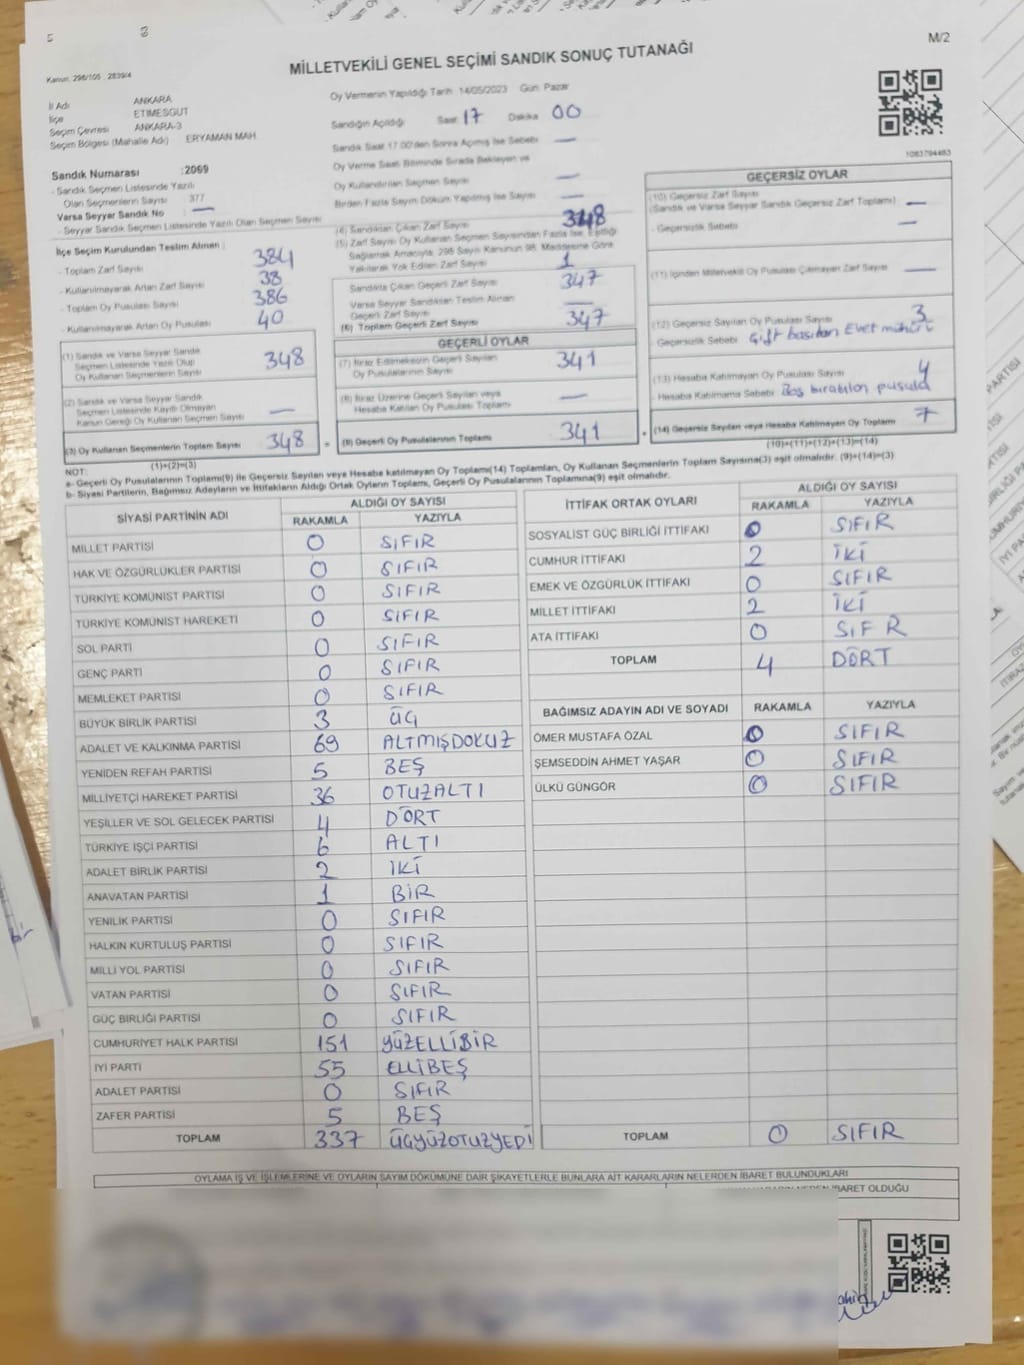 5 3
M/2
MİLLETVEKİLİ GENEL SEÇİMİ SANDIK SONUÇ TUTANAĞI
Kanun: 298/105 2839/4
İl Adı ANKARA
İlçe ETİMESGUT
Seçim Çevresi ANKARA-3
Seçim Bölgesi (Mahalle Adı) ERYAMAN MAH.
Sandık Numarası :2069
- Sandık Seçmen Listesinde Yazılı
Olan Seçmenlerin Sayısı 377
Varsa Seyyar Sandık No —
- Seyyar Seçmen Listesinde Yazılı Olan Seçmen Sayısı
İlçe Seçim Kurulundan Teslim Alınan :
- Toplam Zarf Sayısı 384
- Kullanılmayarak Artan Zarf Sayısı 38
- Toplam Oy Pusulası Sayısı 386
- Kullanılmayarak Artan Oy Pusulası 40
(1) Sandık ve Varsa Seyyar Sandık
Seçmen Listesinde Yazılı Olup
Oy Kullanan Seçmenlerin Sayısı 348
(2) Sandık ve Varsa Seyyar Sandık
Seçmen Listesinde Kayıtlı Olmayan
Kanun Gereği Oy Kullanan Seçmen Sayısı —
(3) Oy Kullanan Seçmenlerin Toplam Sayısı 348
(1)+(2)=(3)
Oy Vermenin Yapıldığı Tarih 14/05/2023 Gün: Pazar
Sandığın Açıldığı Saat 17 Dakika 00
Sandık Saat 17.00'den Sonra Açılmış İse Sebebi —
Oy Verme Saati Bitiminde Sırada Bekleyen ve
Oy Kullandırılan Seçmen Sayısı —
Birden Fazla Sayım Döküm Yapılmış İse Sayısı —
(4) Sandıktan Çıkan Zarf Sayısı 348
(5) Zarf Sayısı Oy Kullanan Seçmen Sayısından Fazla İse, Eşitliği
Sağlamak Amacıyla, 298 Sayılı Kanunun 98. Maddesine Göre
Yakılarak Yok Edilen Zarf Sayısı 1
Sandıkta Çıkan Geçerli Zarf Sayısı 347
Varsa Seyyar Sandıktan Teslim Alınan
Geçerli Zarf Sayısı —
(6) Toplam Geçerli Zarf Sayısı 347
GEÇERLİ OYLAR
(7) İtiraz Edilmeksizin Geçerli Sayılan
Oy Pusulalarının Sayısı 341
(8) İtiraz Üzerine Geçerli Sayılan veya
Hesaba Katılan Oy Pusulası Toplamı —
(9) Geçerli Oy Pusulalarının Toplamı 341
1083794463
GEÇERSİZ OYLAR
(10) Geçersiz Zarf Sayısı
(Sandık ve Varsa Seyyar Sandık Geçersiz Zarf Toplamı) —
- Geçersizlik Sebebi —
(11) İçinden Milletvekili Oy Pusulası Çıkmayan Zarf Sayısı —
(12) Geçersiz Sayılan Oy Pusulası Sayısı 3
Geçersizlik Sebebi Çift basılan Evet mührü
(13) Hesaba Katılmayan Oy Pusulası Sayısı 4
- Hesaba Katılmama Sebebi Boş bırakılan pusula
(14) Geçersiz Sayılan veya Hesaba Katılmayan Oy Toplamı 7
(10)+(11)+(12)+(13)=(14)
NOT:
a- Geçerli Oy Pusulalarının Toplamı(9) ile Geçersiz Sayılan veya Hesaba katılmayan Oy Toplamı(14) Toplamları, Oy Kullanan Seçmenlerin Toplam Sayısına(3) eşit olmalıdır. (9)+(14)=(3)
b- Siyasi Partilerin, Bağımsız Adayların ve İttifakların Aldığı Ortak Oyların Toplamı, Geçerli Oy Pusulalarının Toplamına(9) eşit olmalıdır.
SİYASİ PARTİNİN ADI ALDIĞI OY SAYISI
RAKAMLA YAZIYLA
MİLLET PARTİSİ 0 SIFIR
HAK VE ÖZGÜRLÜKLER PARTİSİ 0 SIFIR
TÜRKİYE KOMÜNİST PARTİSİ 0 SIFIR
TÜRKİYE KOMÜNİST HAREKETİ 0 SIFIR
SOL PARTİ 0 SIFIR
GENÇ PARTİ 0 SIFIR
MEMLEKET PARTİSİ 0 SIFIR
BÜYÜK BİRLİK PARTİSİ 3 ÜÇ
ADALET VE KALKINMA PARTİSİ 69 ALTMIŞDOKUZ
YENİDEN REFAH PARTİSİ 5 BEŞ
MİLLİYETÇİ HAREKET PARTİSİ 36 OTUZALTI
YEŞİLLER VE SOL GELECEK PARTİSİ 4 DÖRT
TÜRKİYE İŞÇİ PARTİSİ 6 ALTI
ADALET BİRLİK PARTİSİ 2 İKİ
ANAVATAN PARTİSİ 1 BİR
YENİLİK PARTİSİ 0 SIFIR
HALKIN KURTULUŞ PARTİSİ 0 SIFIR
MİLLİ YOL PARTİSİ 0 SIFIR
VATAN PARTİSİ 0 SIFIR
GÜÇ BİRLİĞİ PARTİSİ 0 SIFIR
CUMHURİYET HALK PARTİSİ 151 YÜZELLİBİR
İYİ PARTİ 55 ELLİBEŞ
ADALET PARTİSİ 0 SIFIR
ZAFER PARTİSİ 5 BEŞ
TOPLAM 337 ÜÇYÜZOTUZYEDİ
İTTİFAK ORTAK OYLARI ALDIĞI OY SAYISI
RAKAMLA YAZIYLA
SOSYALİST GÜÇ BİRLİĞİ İTTİFAKI 0 SIFIR
CUMHUR İTTİFAKI 2 İKİ
EMEK VE ÖZGÜRLÜK İTTİFAKI 0 SIFIR
MİLLET İTTİFAKI 2 İKİ
ATA İTTİFAKI 0 SIFR
TOPLAM 4 DÖRT
BAĞIMSIZ ADAYIN ADI VE SOYADI RAKAMLA YAZIYLA
ÖMER MUSTAFA ÖZAL 0 SIFIR
ŞEMSEDDİN AHMET YAŞAR 0 SIFIR
ÜLKÜ GÜNGÖR 0 SIFIR
TOPLAM 0 SIFIR
OYLAMA İŞ VE İŞLEMLERİNE VE OYLARIN SAYIM DÖKÜMÜNE DAİR ŞİKAYETLERLE BUNLARA AİT KARARLARIN NELERDEN İBARET BULUNDUKLARI
İBARET OLDUĞU